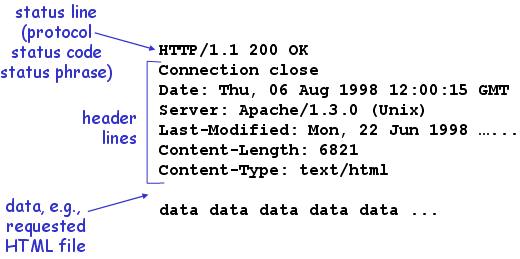 status line
(protocol
status code
status phrase)
HTTP/1.1 200 OK
Connection close
Date: Thu, 06 Aug 1998 12:00:15 GMT
Server: Apache/1.3.0 (Unix)
Last-Modified: Mon, 22 Jun 1998 …...
Content-Length: 6821
Content-Type: text/html
header
lines
data, e.g.,
requested
HTML file
data data data data data ...